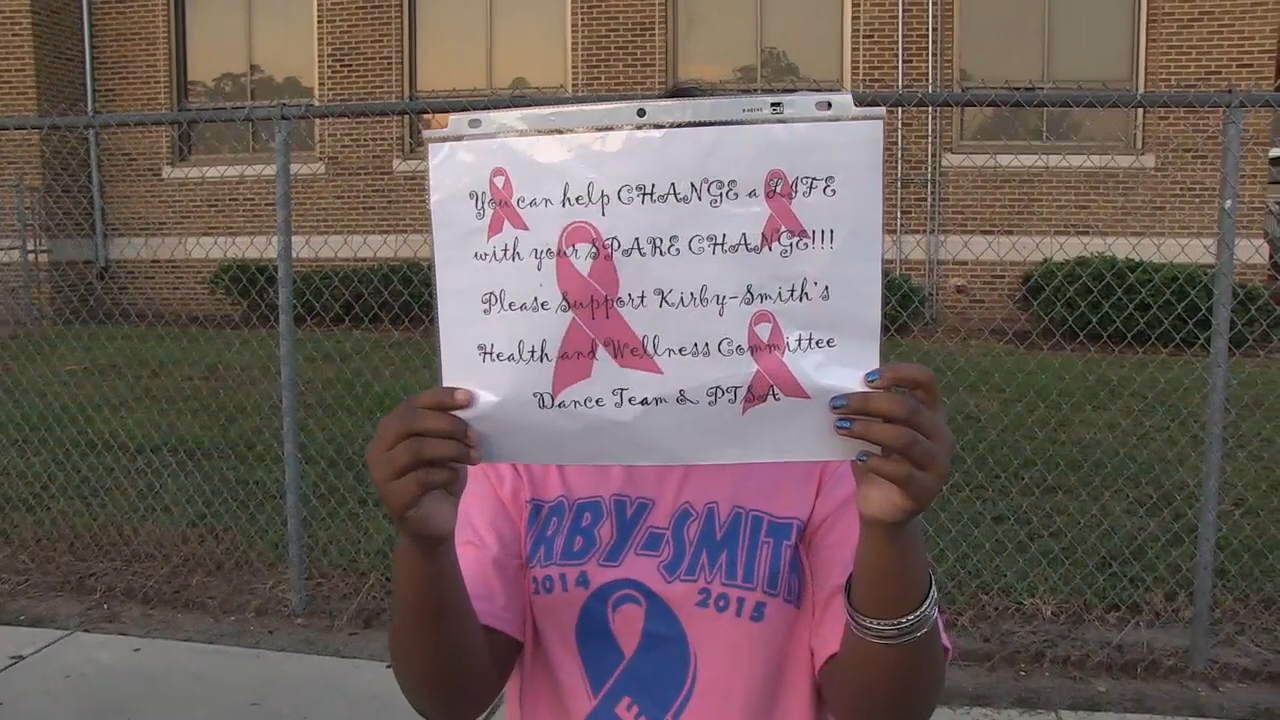 You can help CHANGE a LIFE
with your SPARE CHANGE!!!
Please Support Kirby-Smith's
Health and Wellness Committee
Dance Team & PTSA
KIRBY-SMITH
2014
2015